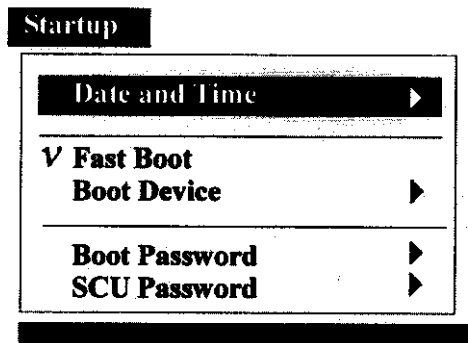 Startup
Date and Time
ν Fast Boot
Boot Device
Boot Password
SCU Password